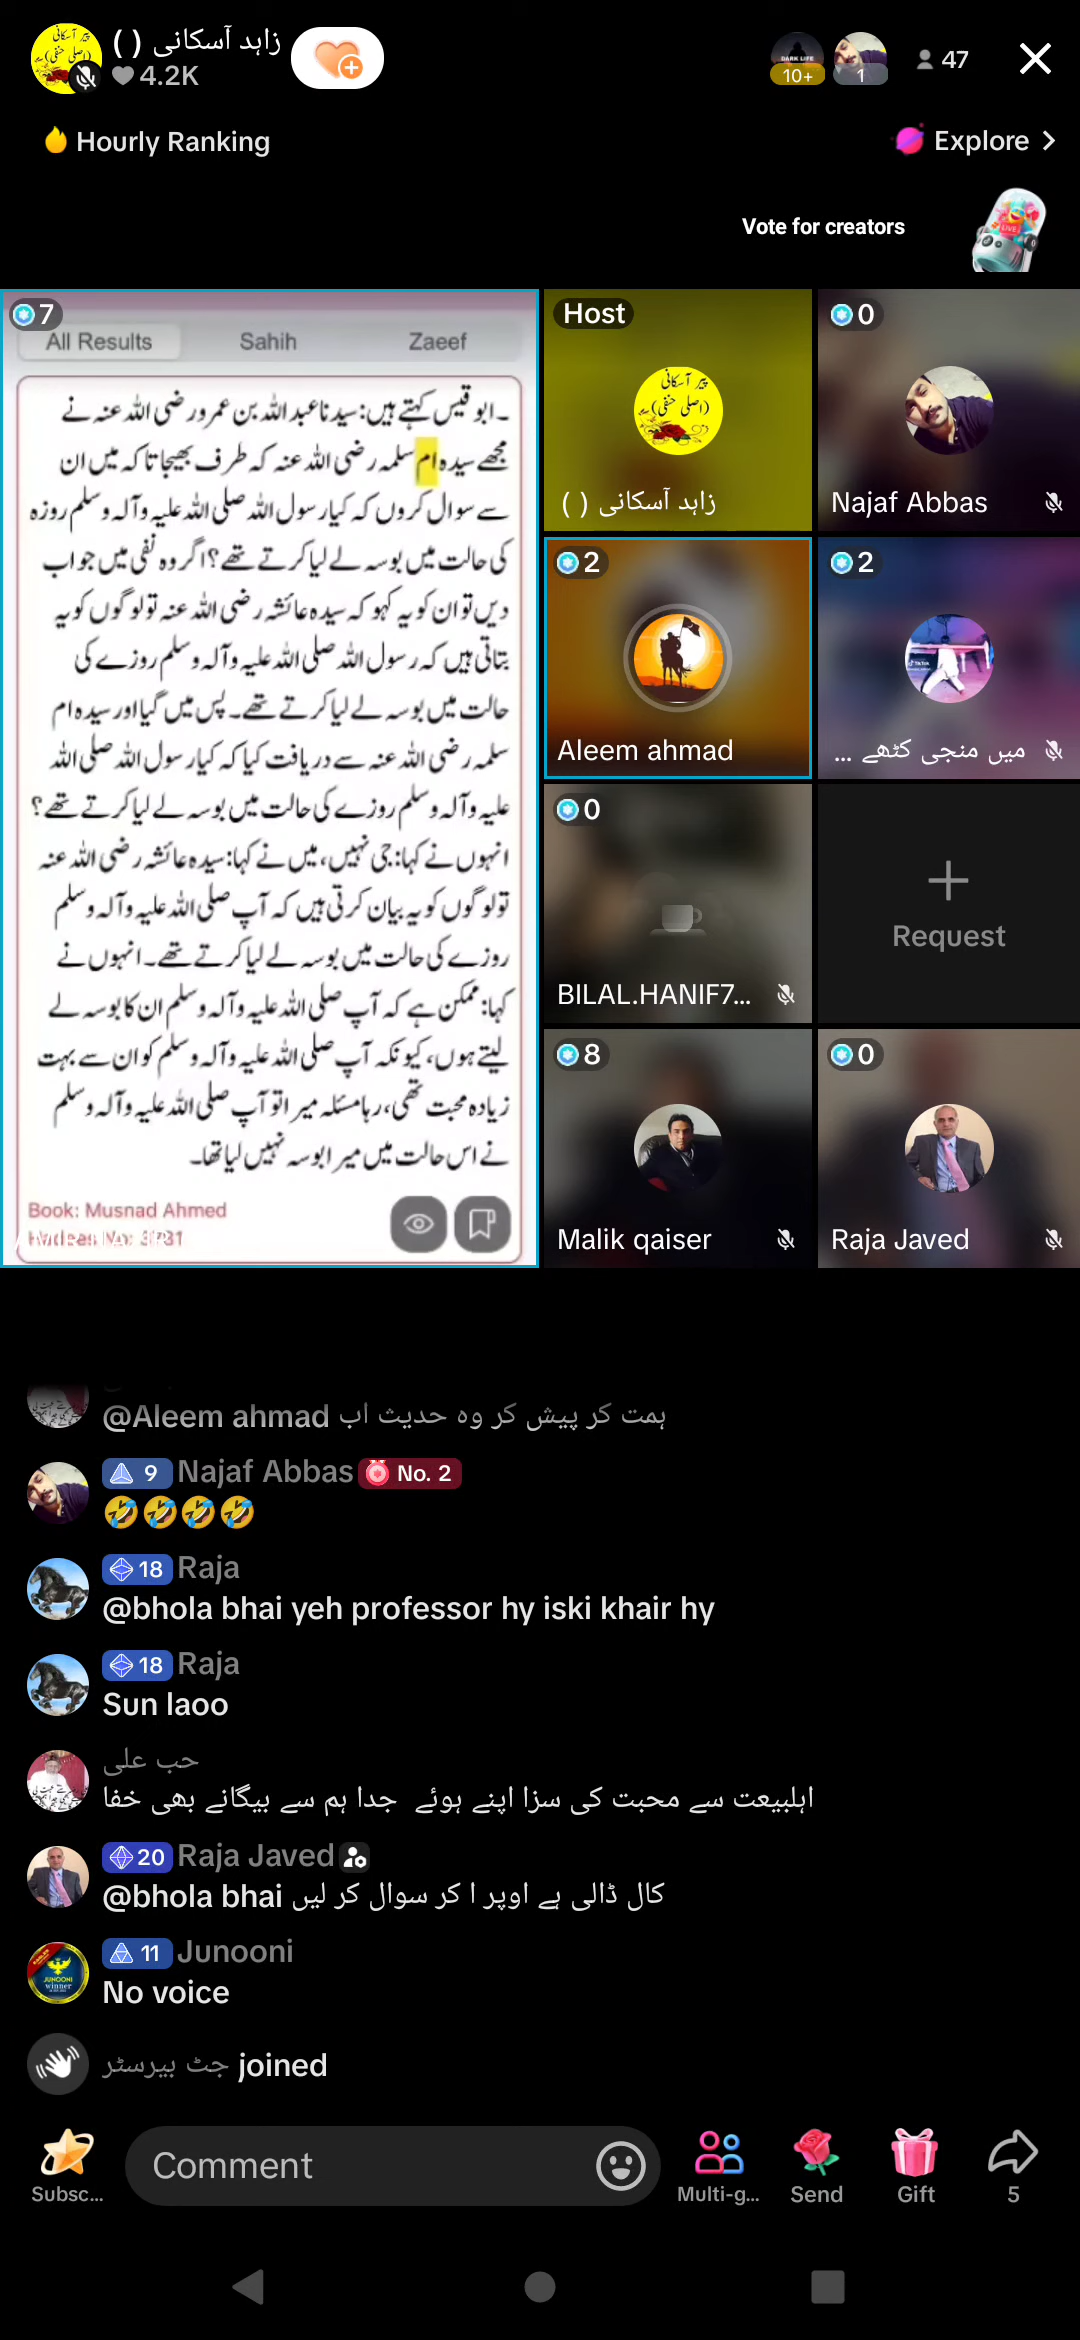 زاہد آسکانی ( )
4.2K
10+
1
47
Hourly Ranking
Explore
Vote for creators
7
All Results
Sahih
Zaeef
۔ابو قیس کہتے ہیں: سیدنا عبد اللہ بن عمرو رضی اللہ عنہ نے
مجھے سیدہ ام سلمہ رضی اللہ عنہ کہ طرف بھیجا تا کہ میں ان
سے سوال کروں کہ کیا رسول اللہ صلی اللہ علیہ وآلہ وسلم روزہ
کی حالت میں بوسہ لے لیا کرتے تھے؟ اگر وہ نفی میں جواب
دیں تو ان کو یہ کہو کہ سیدہ عائشہ رضی اللہ عنہ تو لوگوں کو یہ
بتاتی ہیں کہ رسول اللہ صلی اللہ علیہ وآلہ وسلم روزے کی
حالت میں بوسہ لے لیا کرتے تھے۔ پس میں گیا اور سیدہ ام
سلمہ رضی اللہ عنہ سے دریافت کیا کہ کیا رسول اللہ صلی اللہ
علیہ وآلہ وسلم روزے کی حالت میں بوسہ لے لیا کرتے تھے؟
انہوں نے کہا: جی نہیں، میں نے کہا: سیدہ عائشہ رضی اللہ عنہ
تو لوگوں کو یہ بیان کرتی ہیں کہ آپ صلی اللہ علیہ وآلہ وسلم
روزے کی حالت میں بوسہ لے لیا کرتے تھے۔ انہوں نے
کہا: ممکن ہے کہ آپ صلی اللہ علیہ وآلہ وسلم ان کا بوسہ لے
لیتے ہوں، کیونکہ آپ صلی اللہ علیہ وآلہ وسلم کو ان سے بہت
زیادہ محبت تھی، رہا مسئلہ میرا تو آپ صلی اللہ علیہ وآلہ وسلم
نے اس حالت میں میرا بوسہ نہیں لیا تھا۔
Book: Musnad Ahmed
Host
پیر آسکانی
(اصلی حنفی)
زاہد آسکانی ( )
0
Najaf Abbas
2
Aleem ahmad
2
میں منجی کٹھے ...
0
BILAL.HANIF7...
Request
8
Malik qaiser
0
Raja Javed
@Aleem ahmad ہمت کر پیش کر وہ حدیث اب
9 Najaf Abbas No. 2
🤣🤣🤣🤣
18 Raja
@bhola bhai yeh professor hy iski khair hy
18 Raja
Sun laoo
حب علی
اہلبیعت سے محبت کی سزا اپنے ہوئے جدا ہم سے بیگانے بھی خفا
20 Raja Javed
@bhola bhai کال ڈالی ہے اوپر ا کر سوال کر لیں
11 Junooni
No voice
جٹ بیرسٹر joined
Comment
Subsc...
Multi-g...
Send
Gift
5